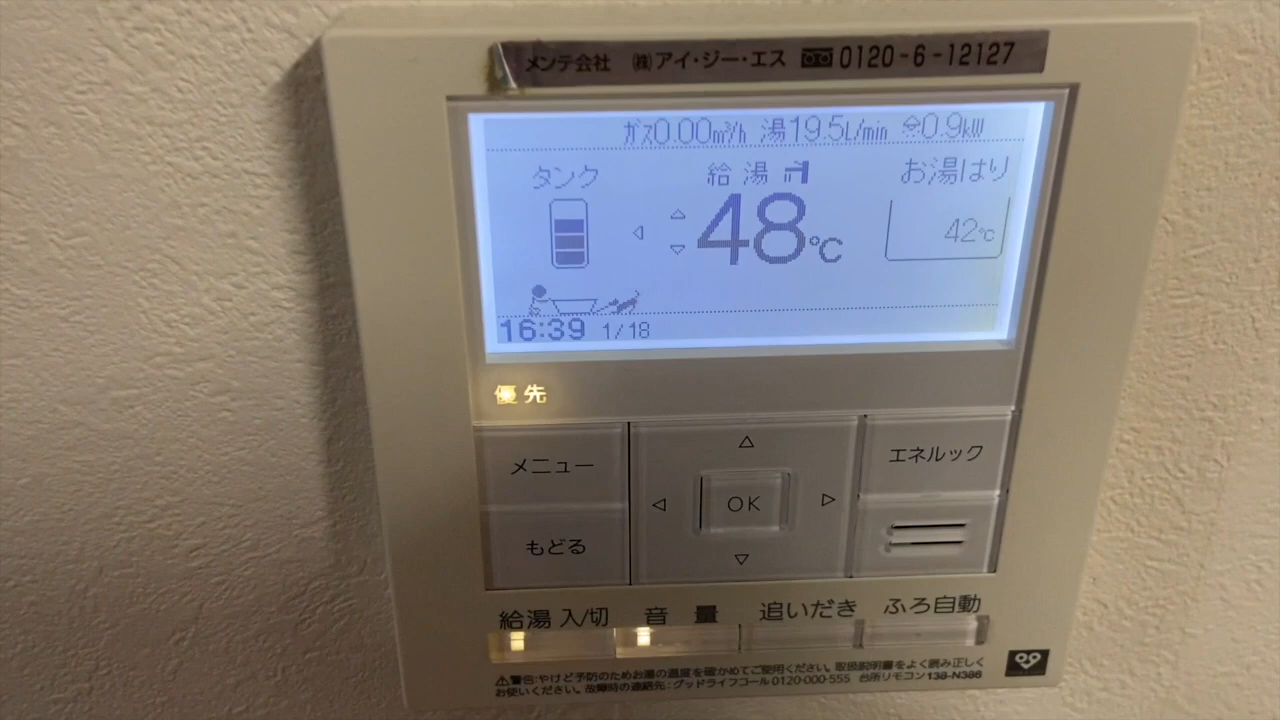 メンテ会社 ㈱アイ・ジー・エス 0120-6-12127
ガス0.00m³/h 湯19.5L/min 0.9kW
タンク 給湯 お湯はり
48℃ 42℃
16:39 1/18
優先
メニュー エネルック
OK
もどる
給湯 入/切 音量 追いだき ふろ自動
警告:やけど予防のためお湯の温度を確かめてご使用ください。取扱説明書をよく読み正しく
お使いください。故障時の連絡先:グッドライフコール0120-000-555 台所リモコン138-N386